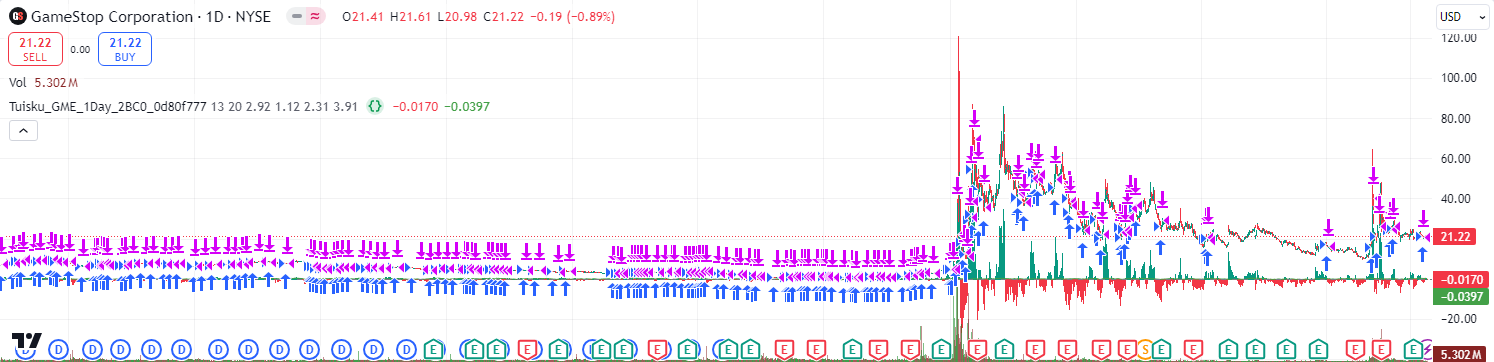 GameStop Corporation · 1D · NYSE O21.41 H21.61 L20.98 C21.22 −0.19 (−0.89%)
USD
21.22 SELL
0.00
21.22 BUY
Vol 5.302 M
Tuisku_GME_1Day_2BC0_0d80f777 13 20 2.92 1.12 2.31 3.91 {} −0.0170 −0.0397
120.00
100.00
80.00
60.00
40.00
21.22
−0.0170
−0.0397
−20.00
5.302 M
D D D D D D D D D D D D D E E E E E E E E E E E E E E E E E E E E E E E S E E E E E E E E E